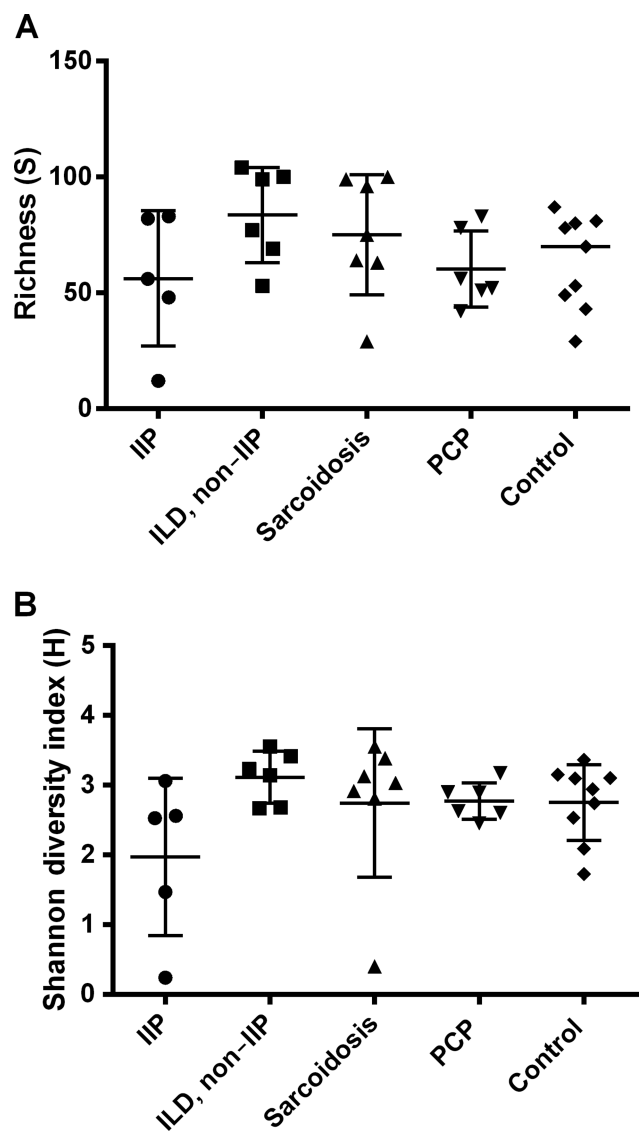 A
Richness (S)
150
100
50
0
IIP
ILD, non-IIP
Sarcoidosis
PCP
Control
B
Shannon diversity index (H)
5
4
3
2
1
0
IIP
ILD, non-IIP
Sarcoidosis
PCP
Control